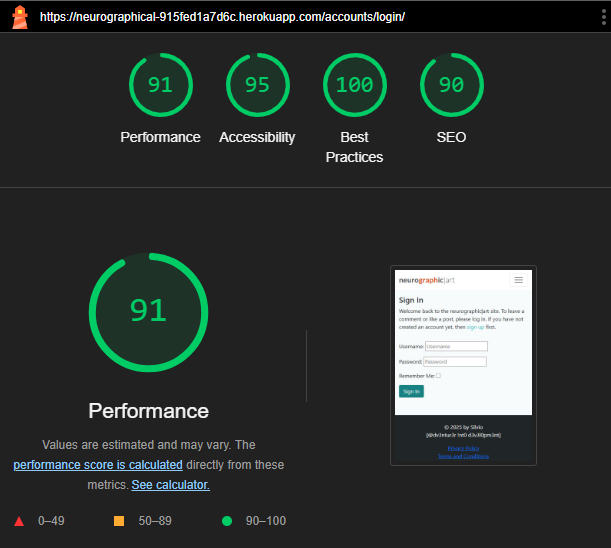 https://neurographical-915fed1a7d6c.herokuapp.com/accounts/login/
91
95
100
90
Performance
Accessibility
Best
Practices
SEO
91
Performance
Values are estimated and may vary. The
performance score is calculated directly from these
metrics. See calculator.
0–49
50–89
90–100
neurographic|art
Sign In
Welcome back to the neurographic|art site. To leave a
comment or like a post, please log in. If you have not
created an account yet, then sign up first.
Username: Username
Password: Password
Remember Me:
Sign In
© 2025 by Silvio
Privacy Policy
Terms and Conditions